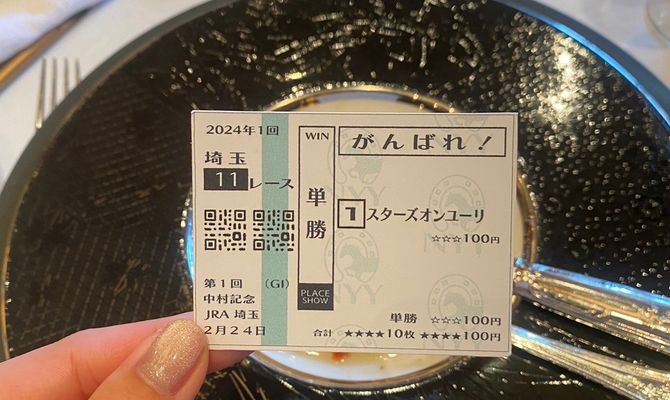 2024年1回
埼玉
11レース
第1回 (GI)
中村記念
JRA 埼玉
2月24日
WIN
単勝
PLACE
SHOW
がんばれ!
1 スターズオンユーリ
☆☆☆100円
単勝 ☆☆☆100円
合計 ★★★★10枚 ★★★★100円
NYY
NYY
NYY